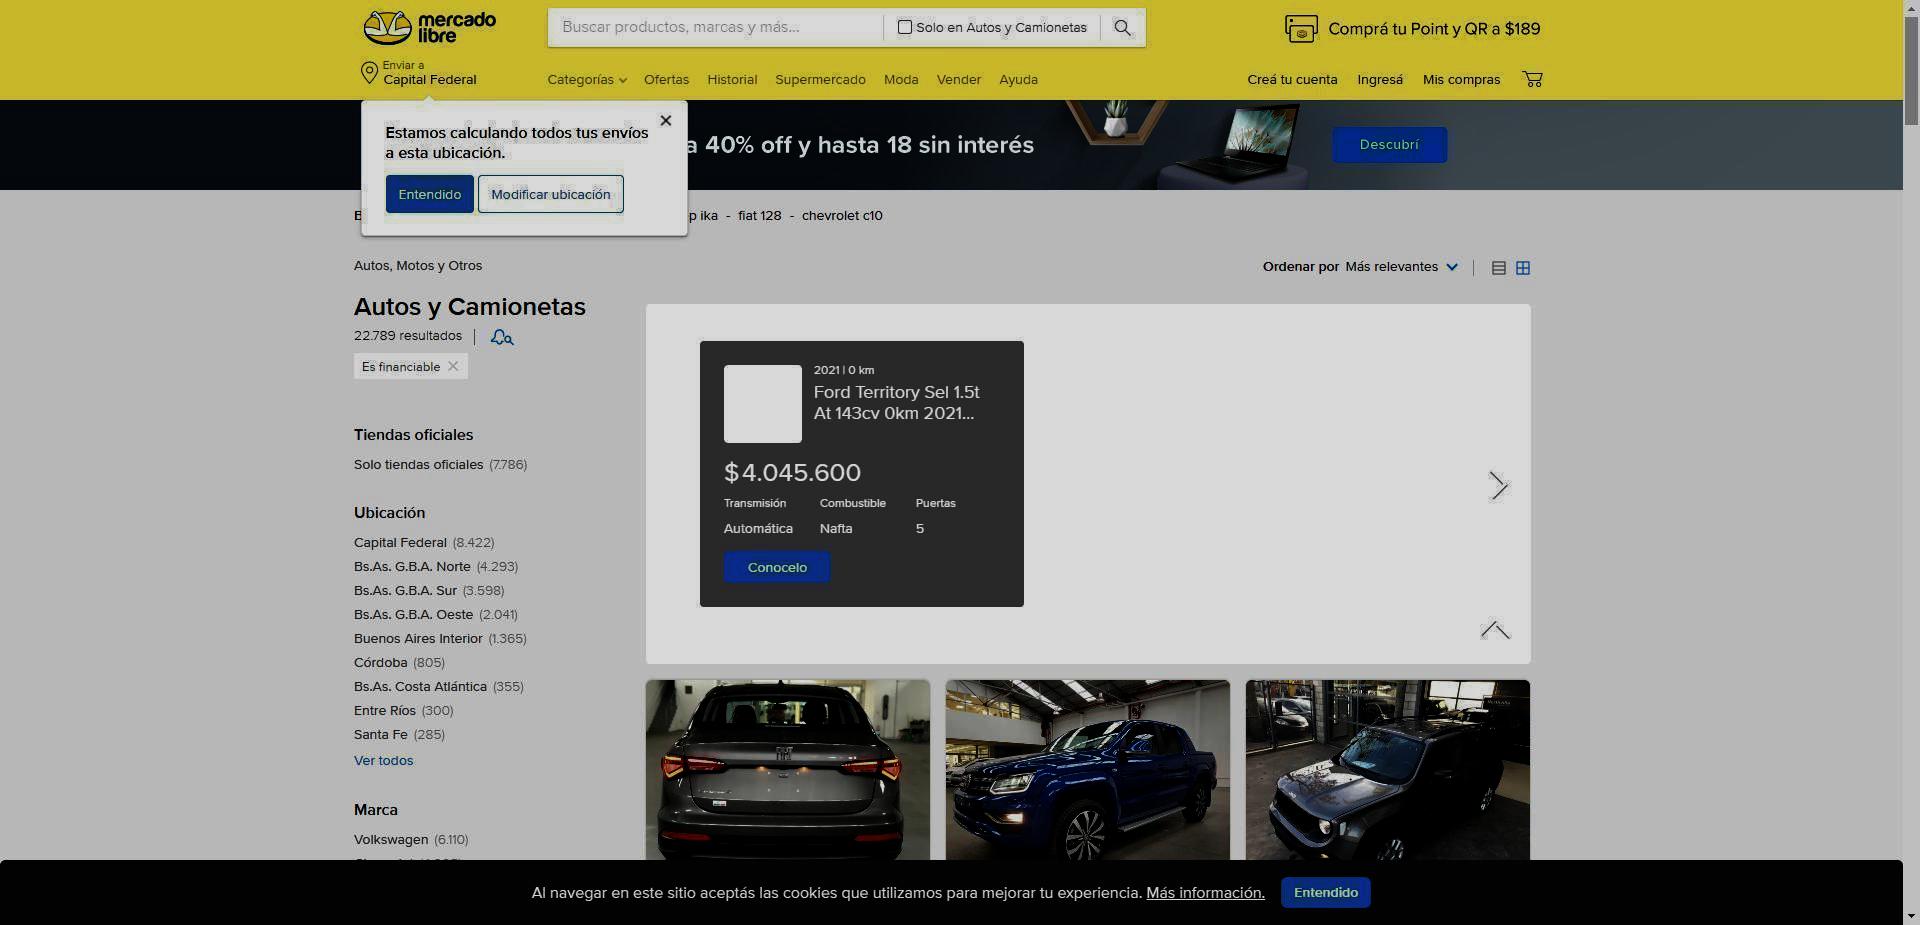 mercado
libre
Buscar productos, marcas y más...
Solo en Autos y Camionetas
Comprá tu Point y QR a $189
Enviar a
Capital Federal
Categorías Ofertas Historial Supermercado Moda Vender Ayuda
Creá tu cuenta Ingresá Mis compras
Estamos calculando todos tus envíos
a esta ubicación.
Entendido Modificar ubicación
a 40% off y hasta 18 sin interés
Descubrí
p ika - fiat 128 - chevrolet c10
Autos, Motos y Otros
Ordenar por Más relevantes
Autos y Camionetas
22.789 resultados
Es financiable
Tiendas oficiales
Solo tiendas oficiales (7.786)
Ubicación
Capital Federal (8.422)
Bs.As. G.B.A. Norte (4.293)
Bs.As. G.B.A. Sur (3.598)
Bs.As. G.B.A. Oeste (2.041)
Buenos Aires Interior (1.365)
Córdoba (805)
Bs.As. Costa Atlántica (355)
Entre Ríos (300)
Santa Fe (285)
Ver todos
Marca
Volkswagen (6.110)
2021 | 0 km
Ford Territory Sel 1.5t
At 143cv 0km 2021...
$ 4.045.600
Transmisión Combustible Puertas
Automática Nafta 5
Conocelo
FIAT
Al navegar en este sitio aceptás las cookies que utilizamos para mejorar tu experiencia. Más información.
Entendido